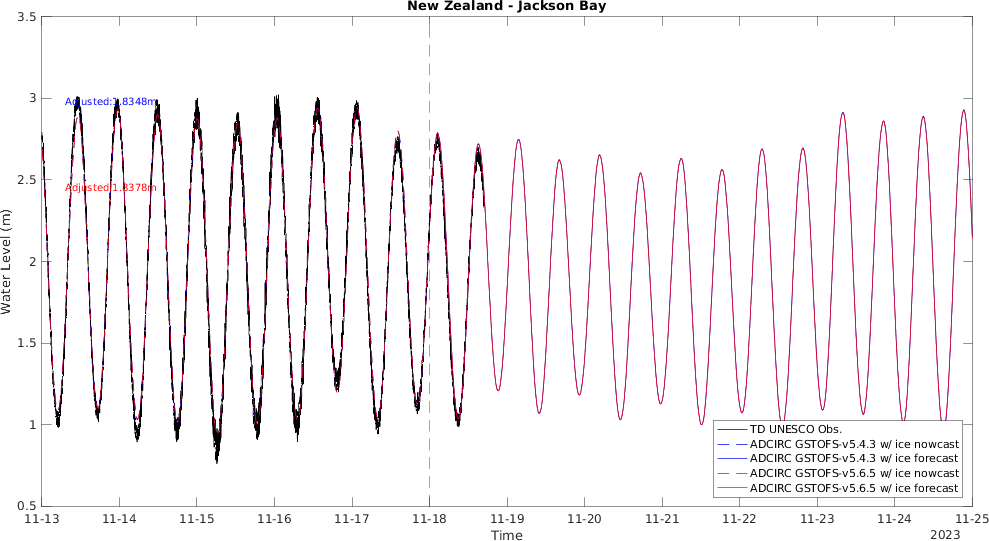 New Zealand - Jackson Bay
Water Level (m)
3.5
3
2.5
2
1.5
1
0.5
Adjusted:1.8348m
Adjusted:1.8378m
TD UNESCO Obs.
ADCIRC GSTOFS-v5.4.3 w/ ice nowcast
ADCIRC GSTOFS-v5.4.3 w/ ice forecast
ADCIRC GSTOFS-v5.6.5 w/ ice nowcast
ADCIRC GSTOFS-v5.6.5 w/ ice forecast
11-13 11-14 11-15 11-16 11-17 11-18 11-19 11-20 11-21 11-22 11-23 11-24 11-25
Time
2023